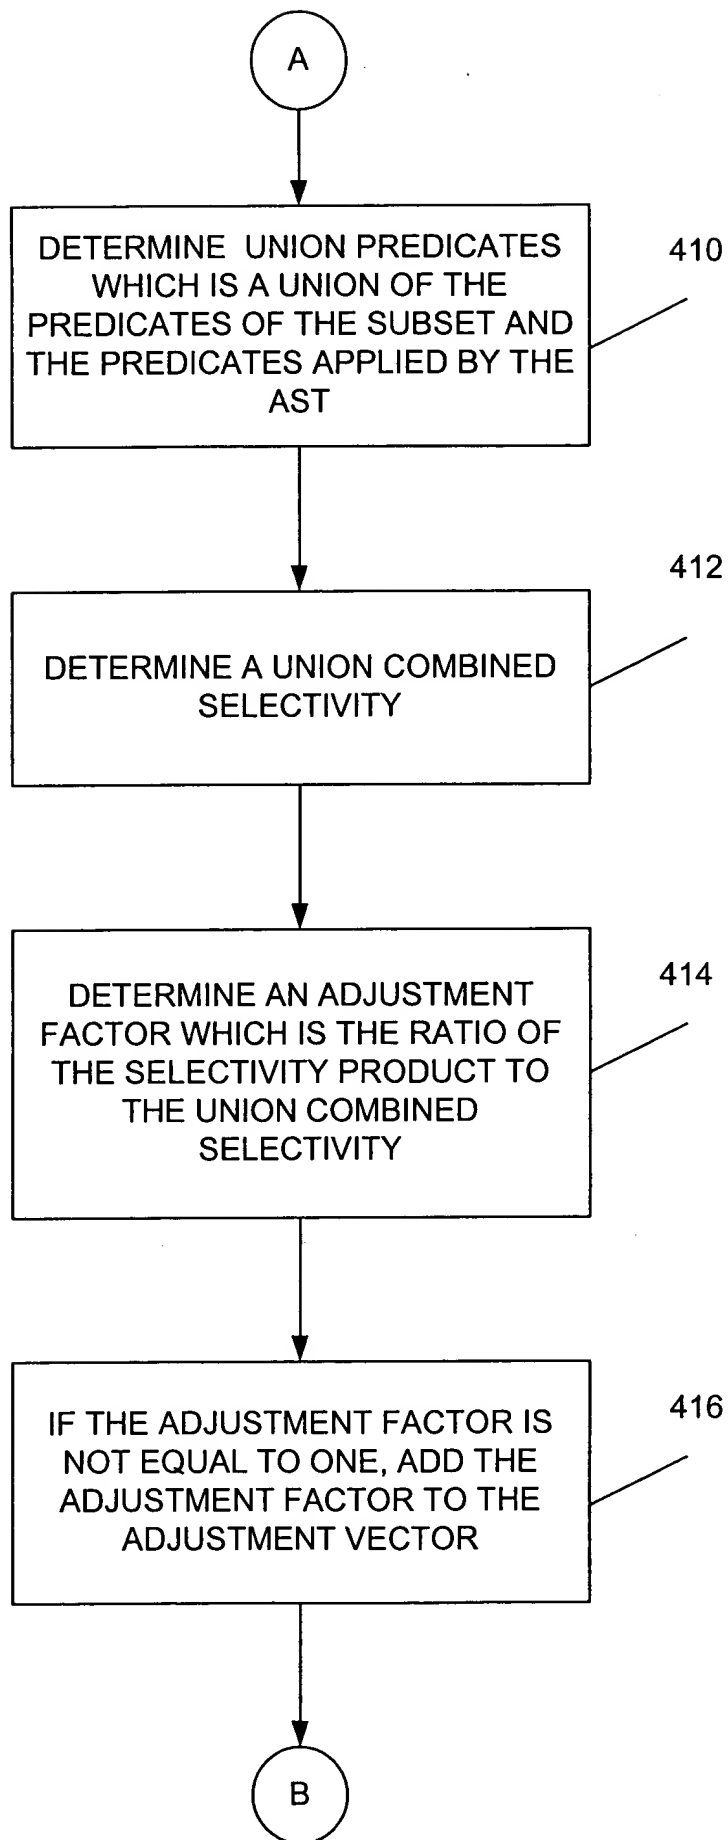 A
DETERMINE UNION PREDICATES
WHICH IS A UNION OF THE
PREDICATES OF THE SUBSET AND
THE PREDICATES APPLIED BY THE
AST
410
DETERMINE A UNION COMBINED
SELECTIVITY
412
DETERMINE AN ADJUSTMENT
FACTOR WHICH IS THE RATIO OF
THE SELECTIVITY PRODUCT TO
THE UNION COMBINED
SELECTIVITY
414
IF THE ADJUSTMENT FACTOR IS
NOT EQUAL TO ONE, ADD THE
ADJUSTMENT FACTOR TO THE
ADJUSTMENT VECTOR
416
B